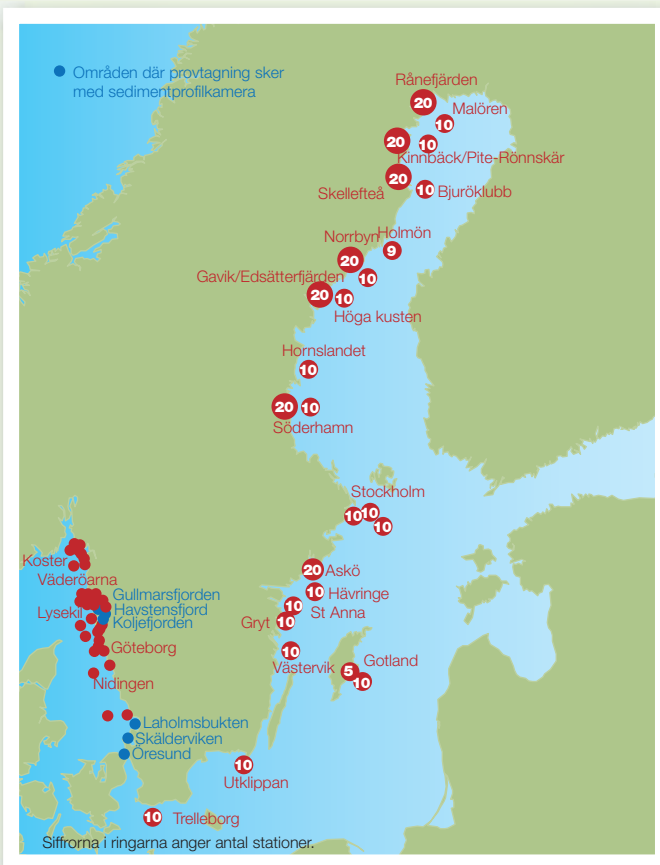 Områden där provtagning sker
med sedimentprofilkamera
Rånefjärden
20
Malören
10
20
10
Kinnbäck/Pite-Rönnskär
20
Skellefteå
10
Bjuröklubb
Norrbyn
Holmön
9
20
Gavik/Edsätterfjärden
10
20
10
Höga kusten
Hornslandet
10
20
10
Söderhamn
Stockholm
10
10
10
Koster
20
Askö
Väderöarna
Gullmarsfjorden
10
Hävringe
Lysekil
Havstensfjord
10
St Anna
Koljefjorden
Gryt
10
Göteborg
10
Västervik
Gotland
5
10
Nidingen
Laholmsbukten
Skälderviken
Öresund
10
Utklippan
10
Trelleborg
Siffrorna i ringarna anger antal stationer.